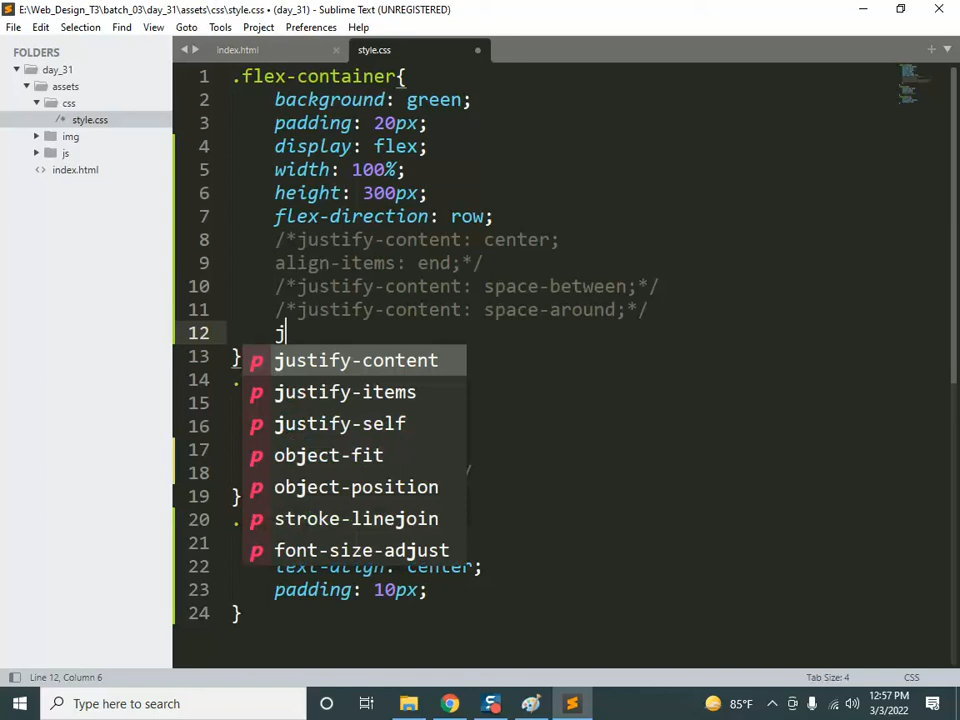 E:\Web_Design_T3\batch_03\day_31\assets\css\style.css • (day_31) - Sublime Text (UNREGISTERED)
File Edit Selection Find View Goto Tools Project Preferences Help
FOLDERS
day_31
assets
css
/* style.css
img
js
<> index.html
index.html
style.css
1 .flex-container{
2 background: green;
3 padding: 20px;
4 display: flex;
5 width: 100%;
6 height: 300px;
7 flex-direction: row;
8 /*justify-content: center;
9 align-items: end;*/
10 /*justify-content: space-between;*/
11 /*justify-content: space-around;*/
12 j
13 }
p justify-content
14 .
p justify-items
15
16
p justify-self
17
p object-fit
18 /
p object-position
19 }
20 .
p stroke-linejoin
21
p font-size-adjust
22 text-align: center;
23 padding: 10px;
24 }
Line 12, Column 6
Tab Size: 4
CSS
Type here to search
85°F
12:57 PM
3/3/2022